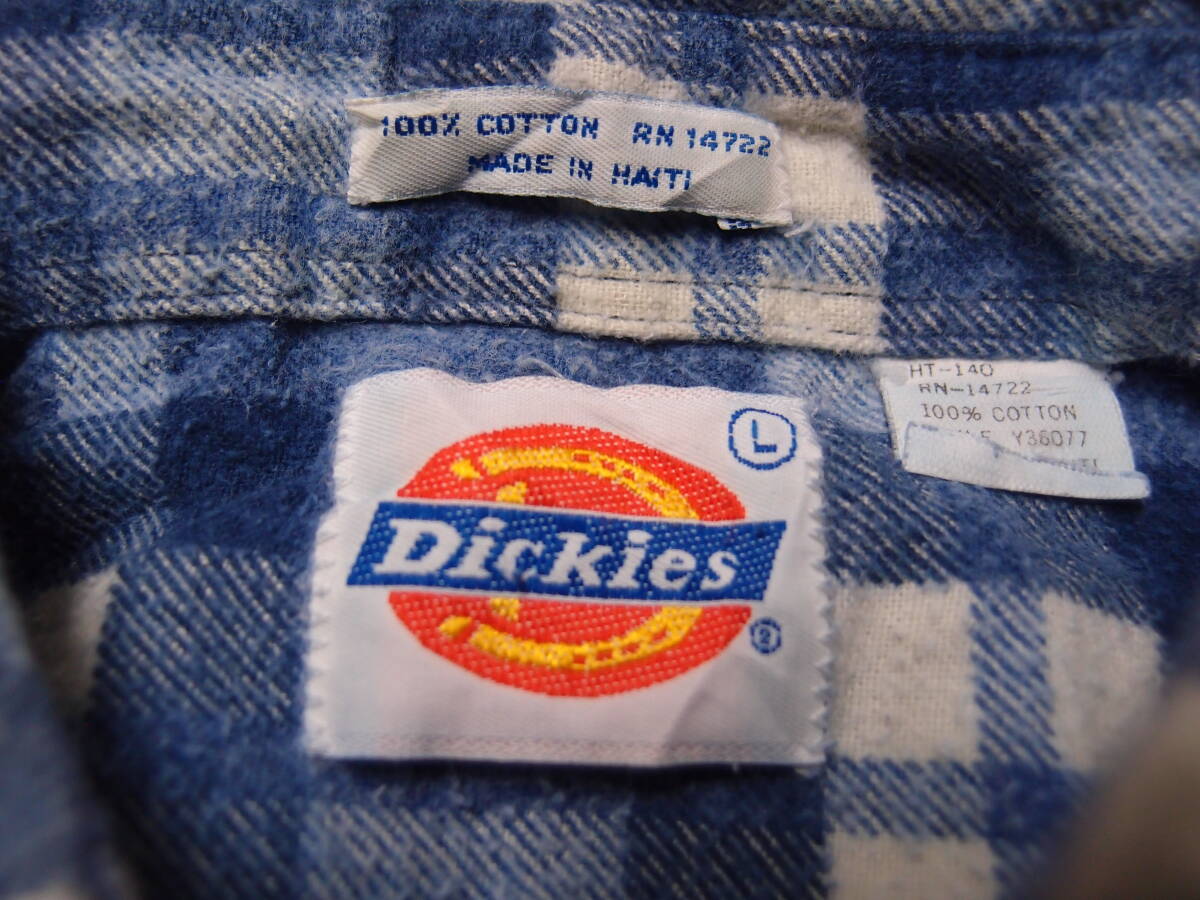 100% COTTON RN 14722
MADE IN HAITI
HT-140
RN-14722
100% COTTON
Y36077
L
Dickies